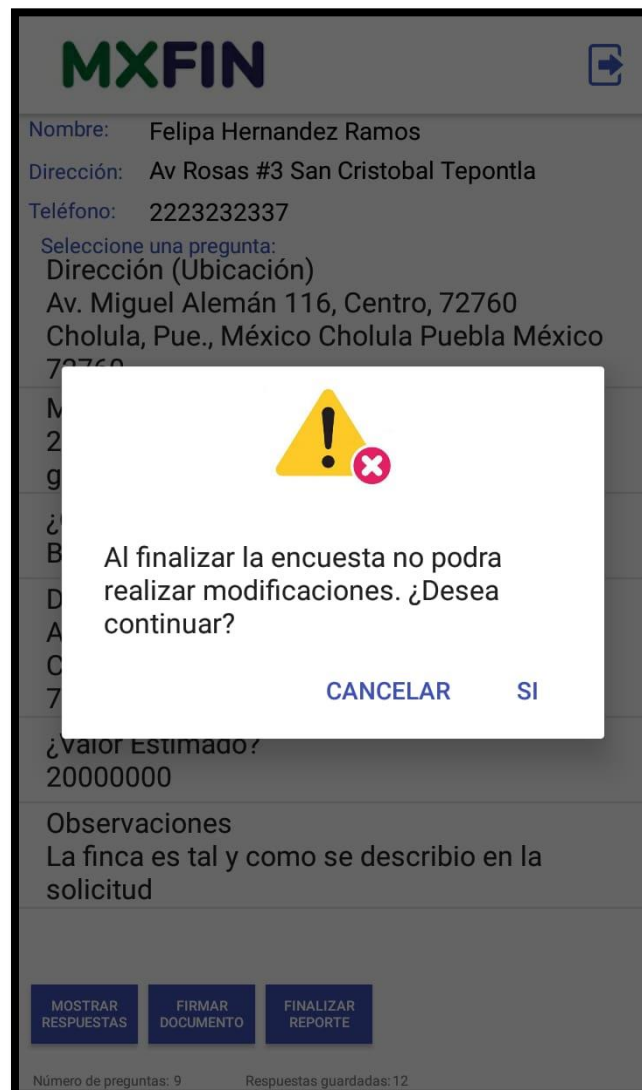 MXFIN
Nombre: Felipa Hernandez Ramos
Dirección: Av Rosas #3 San Cristobal Tepontla
Teléfono: 2223232337
Seleccione una pregunta:
Dirección (Ubicación)
Av. Miguel Alemán 116, Centro, 72760
Cholula, Pue., México Cholula Puebla México
72760
M
2
g
B
D
A
C
7
Al finalizar la encuesta no podra
realizar modificaciones. ¿Desea
continuar?
CANCELAR SI
¿Valor Estimado?
20000000
Observaciones
La finca es tal y como se describio en la
solicitud
MOSTRAR
RESPUESTAS
FIRMAR
DOCUMENTO
FINALIZAR
REPORTE
Número de preguntas: 9 Respuestas guardadas: 12